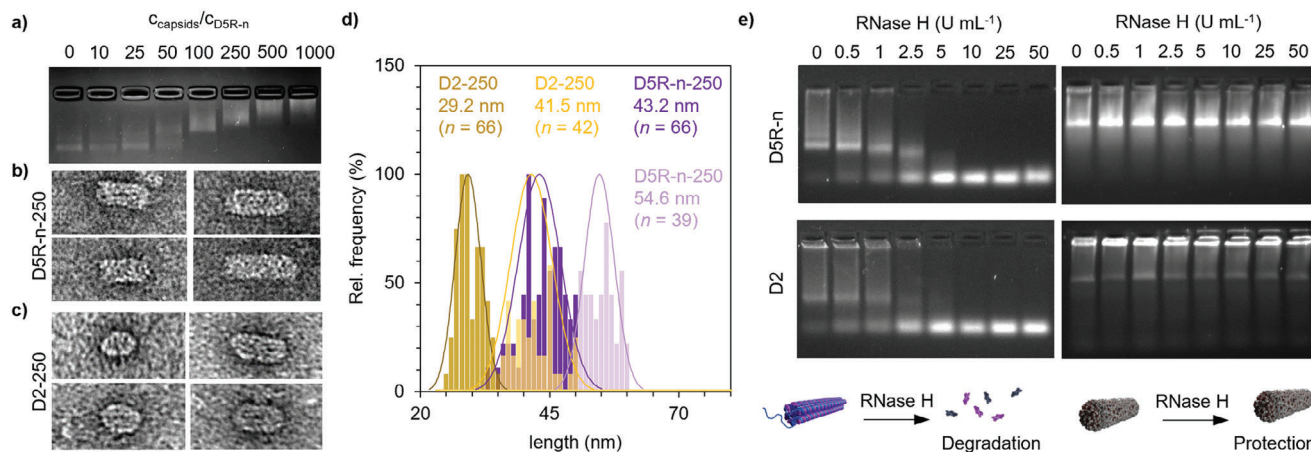 a)
c_capsids/c_D5R-n
0 10 25 50 100 250 500 1000
b)
D5R-n-250
c)
D2-250
d)
Rel. frequency (%)
150
100
50
0
20 45 70
length (nm)
D2-250
29.2 nm
(n = 66)
D2-250
41.5 nm
(n = 42)
D5R-n-250
43.2 nm
(n = 66)
D5R-n-250
54.6 nm
(n = 39)
e)
RNase H (U mL⁻¹)
0 0.5 1 2.5 5 10 25 50
RNase H (U mL⁻¹)
0 0.5 1 2.5 5 10 25 50
D5R-n
D2
RNase H
Degradation
RNase H
Protection